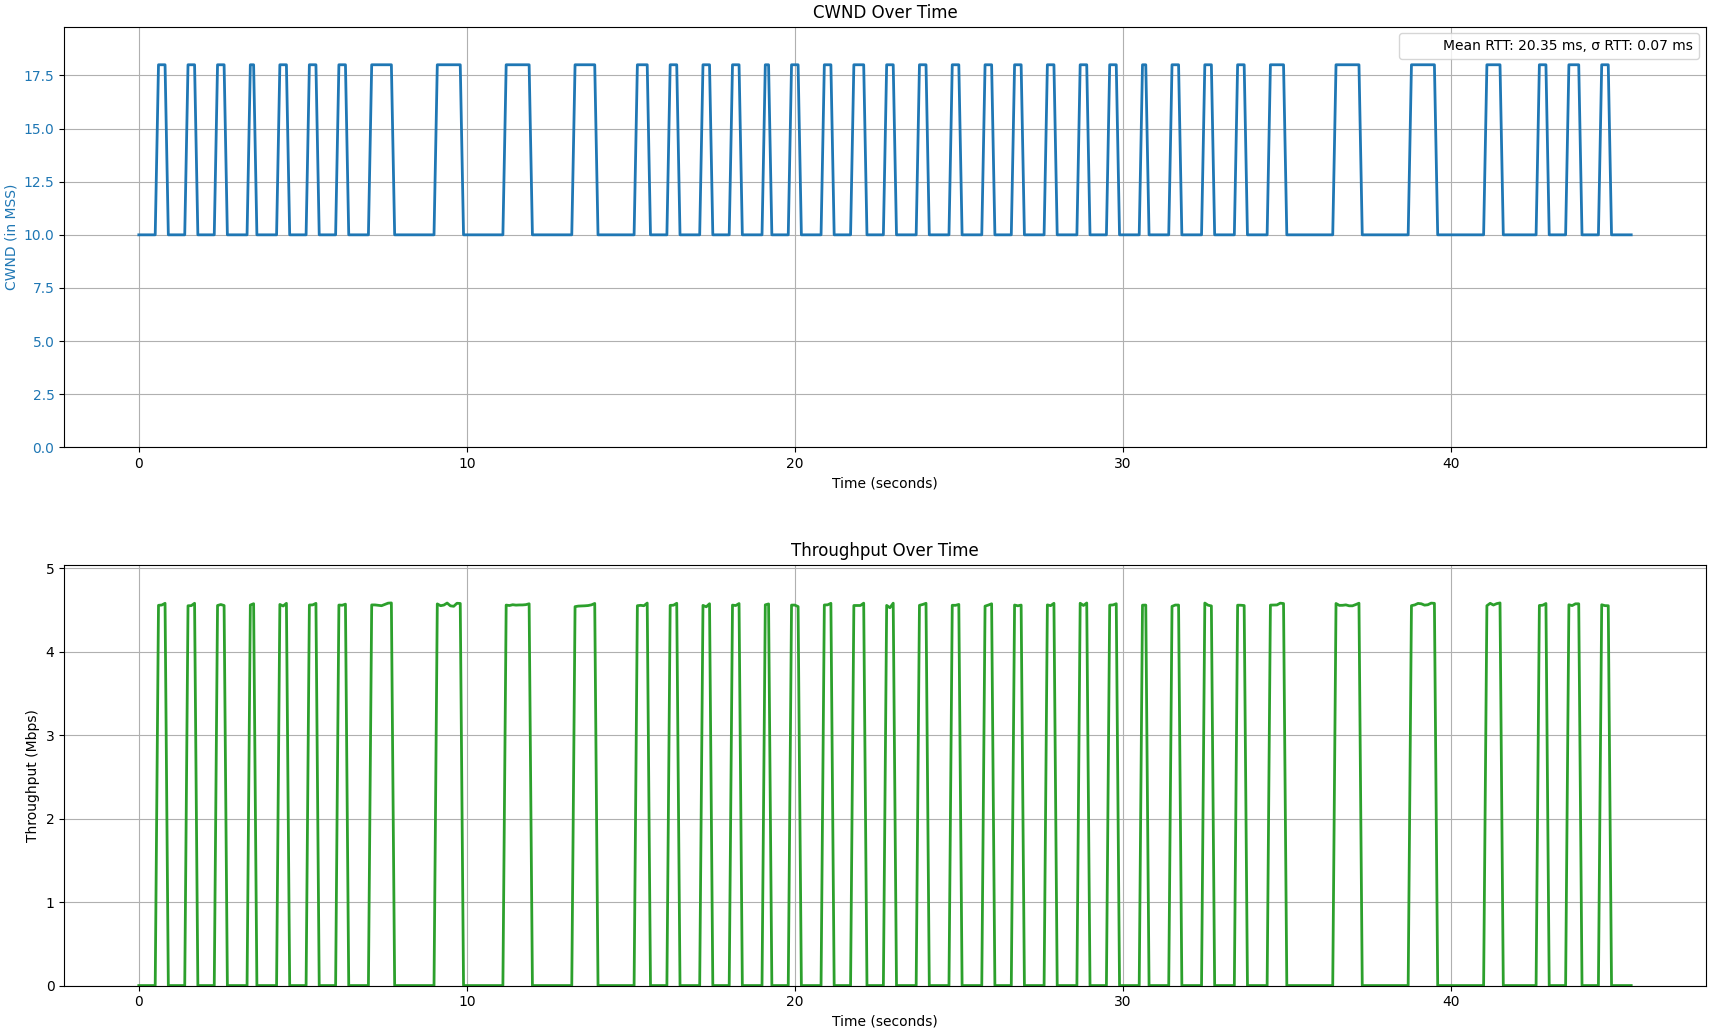 CWND Over Time
Mean RTT: 20.35 ms, σ RTT: 0.07 ms
CWND (in MSS)
17.5
15.0
12.5
10.0
7.5
5.0
2.5
0.0
0 10 20 30 40
Time (seconds)
Throughput Over Time
Throughput (Mbps)
5
4
3
2
1
0
0 10 20 30 40
Time (seconds)